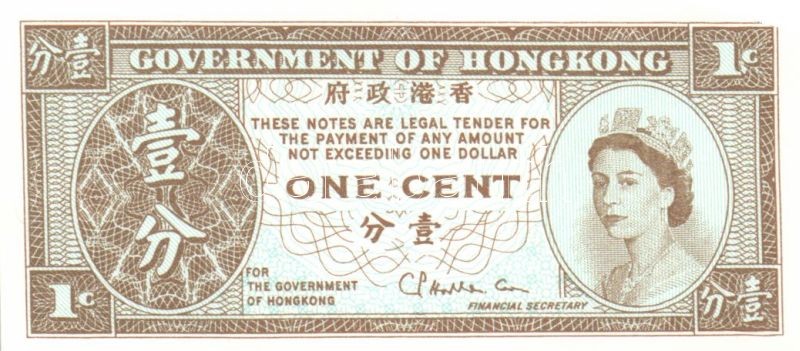 分壹
GOVERNMENT OF HONGKONG
1c
府政港香
THESE NOTES ARE LEGAL TENDER FOR
THE PAYMENT OF ANY AMOUNT
NOT EXCEEDING ONE DOLLAR
壹
分
ONE CENT
分壹
FOR
THE GOVERNMENT
OF HONGKONG
FINANCIAL SECRETARY
1c
分壹